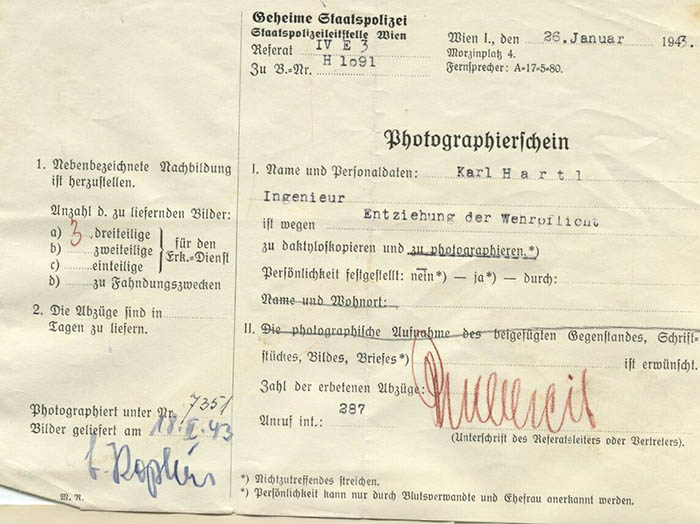 Geheime Staatspolizei
Staatspolizeileitstelle Wien
Referat IV E 3
Zu B.=Nr. H 1o91
Wien I., den 26. Januar 1943.
Morzinplatz 4.
Fernsprecher: A=17=5=80.
Photographierschein
1. Nebenbezeichnete Nachbildung
ist herzustellen.
Anzahl d. zu liefernden Bilder:
a) 3 dreiteilige
b) zweiteilige
c) einteilige
für den
Erk.=Dienst
d) zu Fahndungszwecken
2. Die Abzüge sind in
Tagen zu liefern.
Photographiert unter Nr. 7351
Bilder geliefert am 18.II.43
M. R.
I. Name und Personaldaten: Karl H a r t l
Ingenieur
ist wegen Entziehung der Wehrpflicht
zu daktyloskopieren und zu photographieren.*)
Persönlichkeit festgestellt: nein*) — ja*) — durch:
Name und Wohnort:
II. Die photographische Aufnahme des beigefügten Gegenstandes, Schrift=
stückes, Bildes, Briefes*) ist erwünscht.
Zahl der erbetenen Abzüge:
Anruf int.: 287
(Unterschrift des Referatsleiters oder Vertreters).
*) Nichtzutreffendes streichen.
*) Persönlichkeit kann nur durch Blutsverwandte und Ehefrau anerkannt werden.